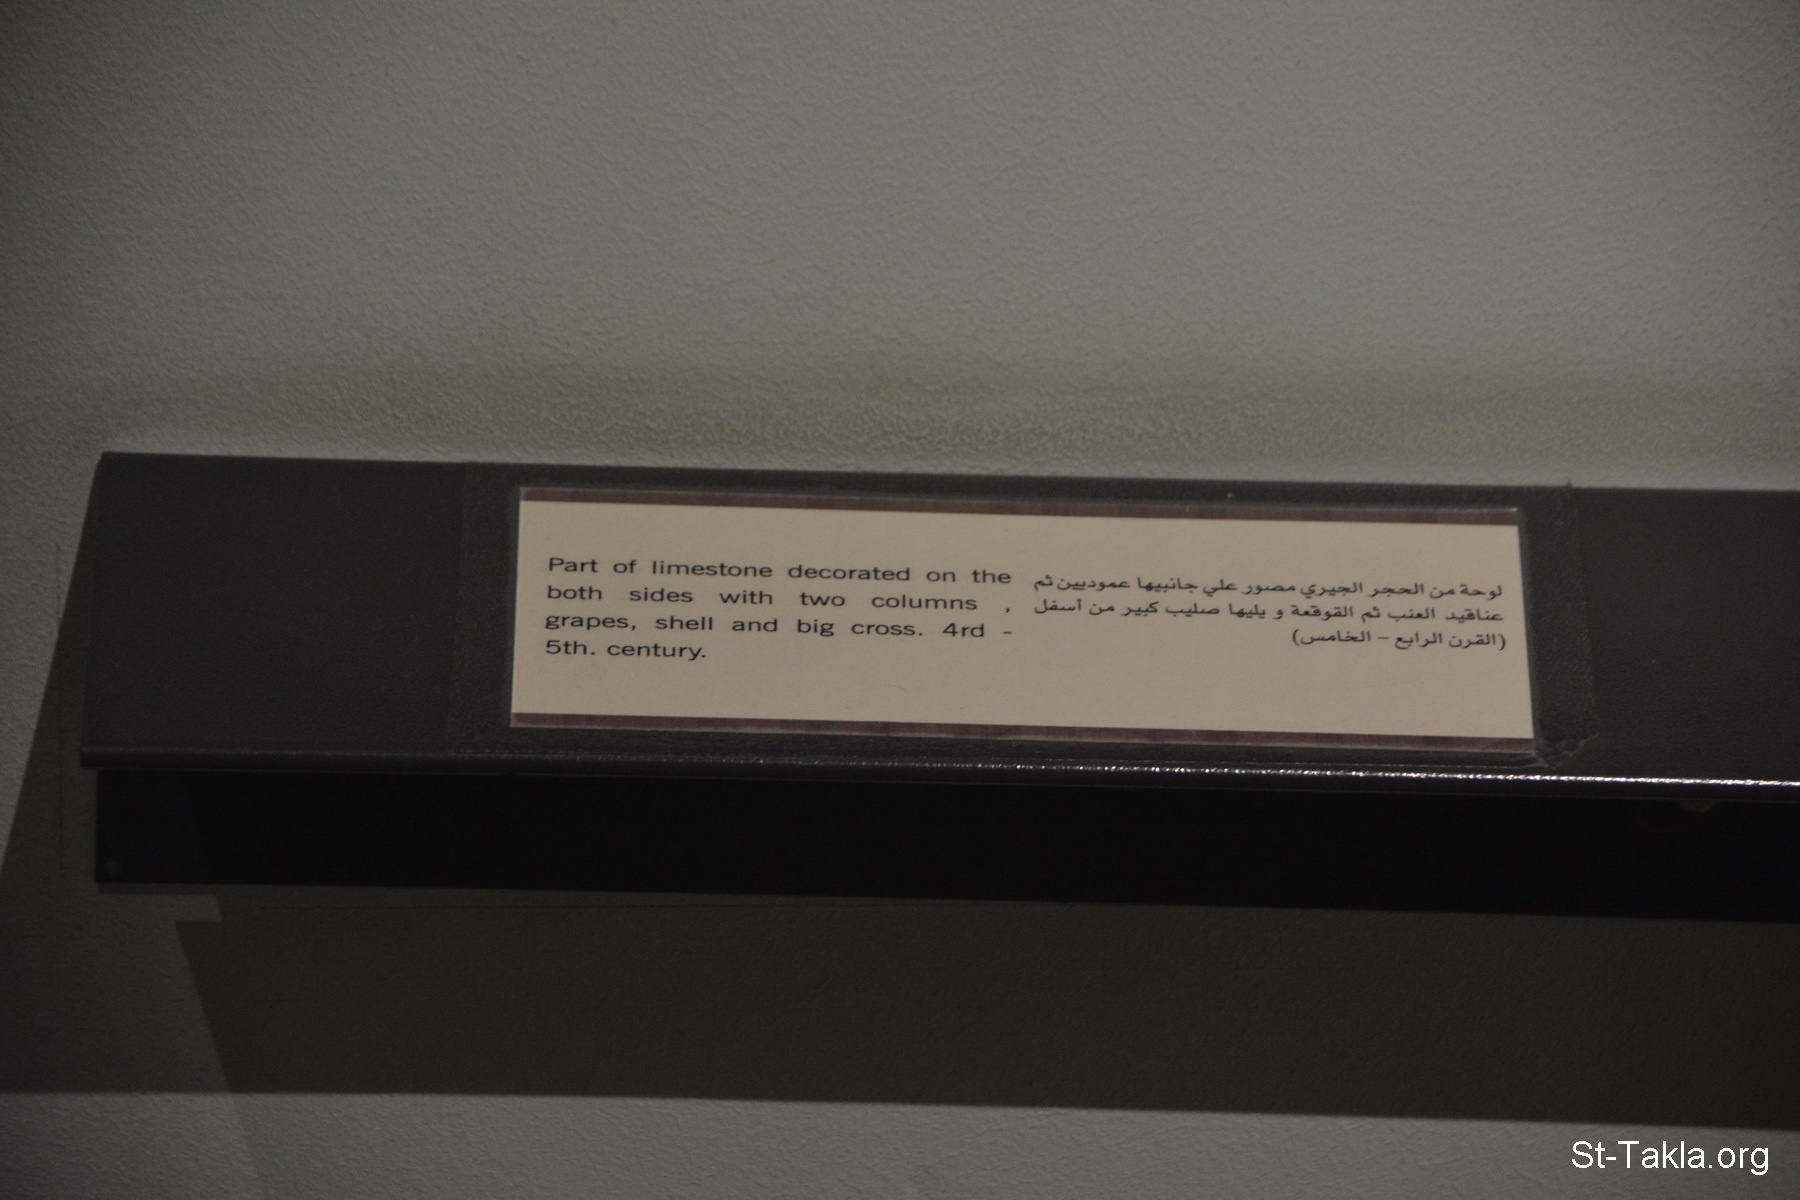 Part of limestone decorated on the
both sides with two columns ,
grapes, shell and big cross. 4rd -
5th. century.
لوحة من الحجر الجيري مصور علي جانبيها عموديين ثم
عناقيد العنب ثم القوقعة و يليها صليب كبير من أسفل
(القرن الرابع - الخامس)
St-Takla.org